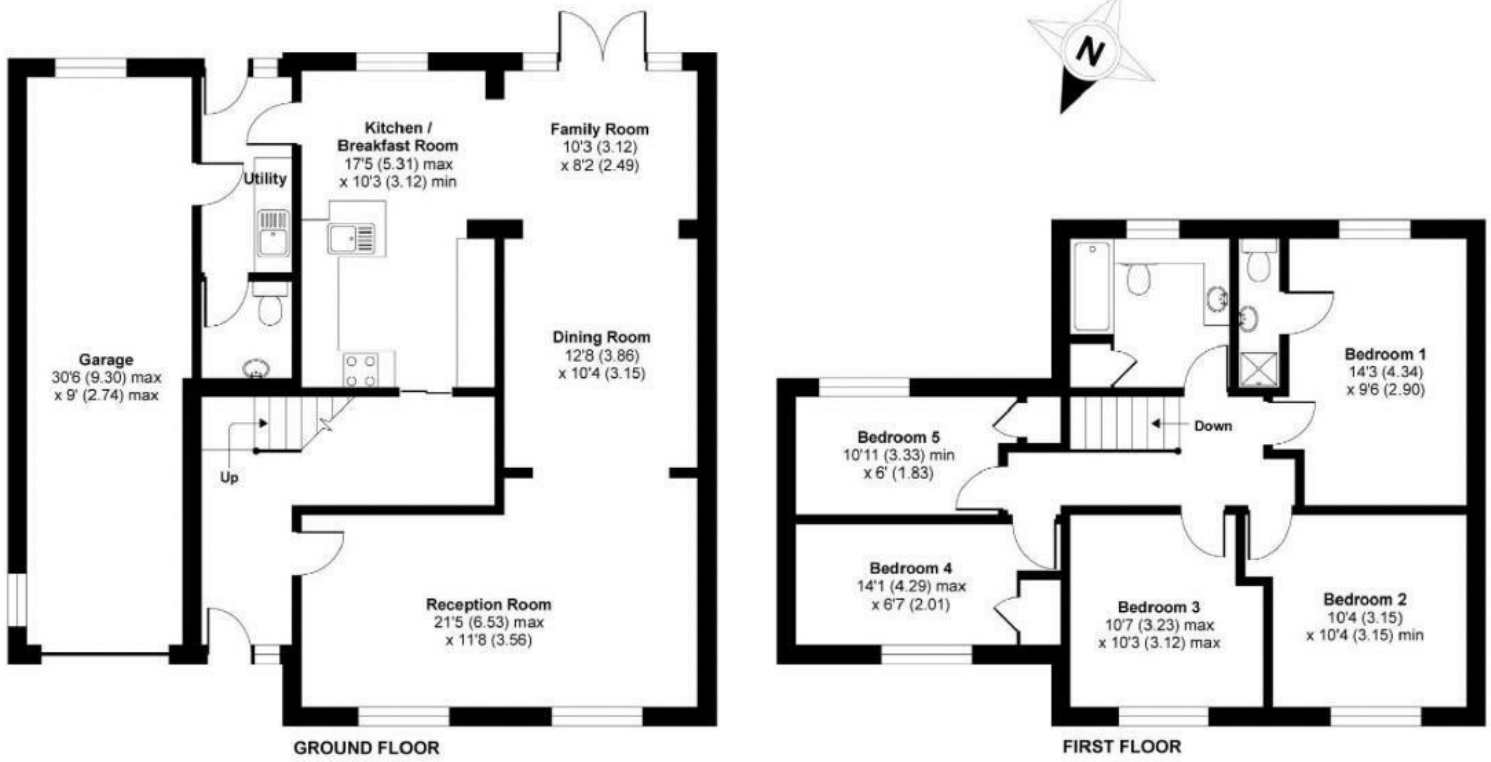 N
Kitchen /
Breakfast Room
17'5 (5.31) max
x 10'3 (3.12) min
Family Room
10'3 (3.12)
x 8'2 (2.49)
Utility
Garage
30'6 (9.30) max
x 9' (2.74) max
Dining Room
12'8 (3.86)
x 10'4 (3.15)
Up
Reception Room
21'5 (6.53) max
x 11'8 (3.56)
GROUND FLOOR
Bedroom 1
14'3 (4.34)
x 9'6 (2.90)
Down
Bedroom 5
10'11 (3.33) min
x 6' (1.83)
Bedroom 4
14'1 (4.29) max
x 6'7 (2.01)
Bedroom 3
10'7 (3.23) max
x 10'3 (3.12) max
Bedroom 2
10'4 (3.15)
x 10'4 (3.15) min
FIRST FLOOR